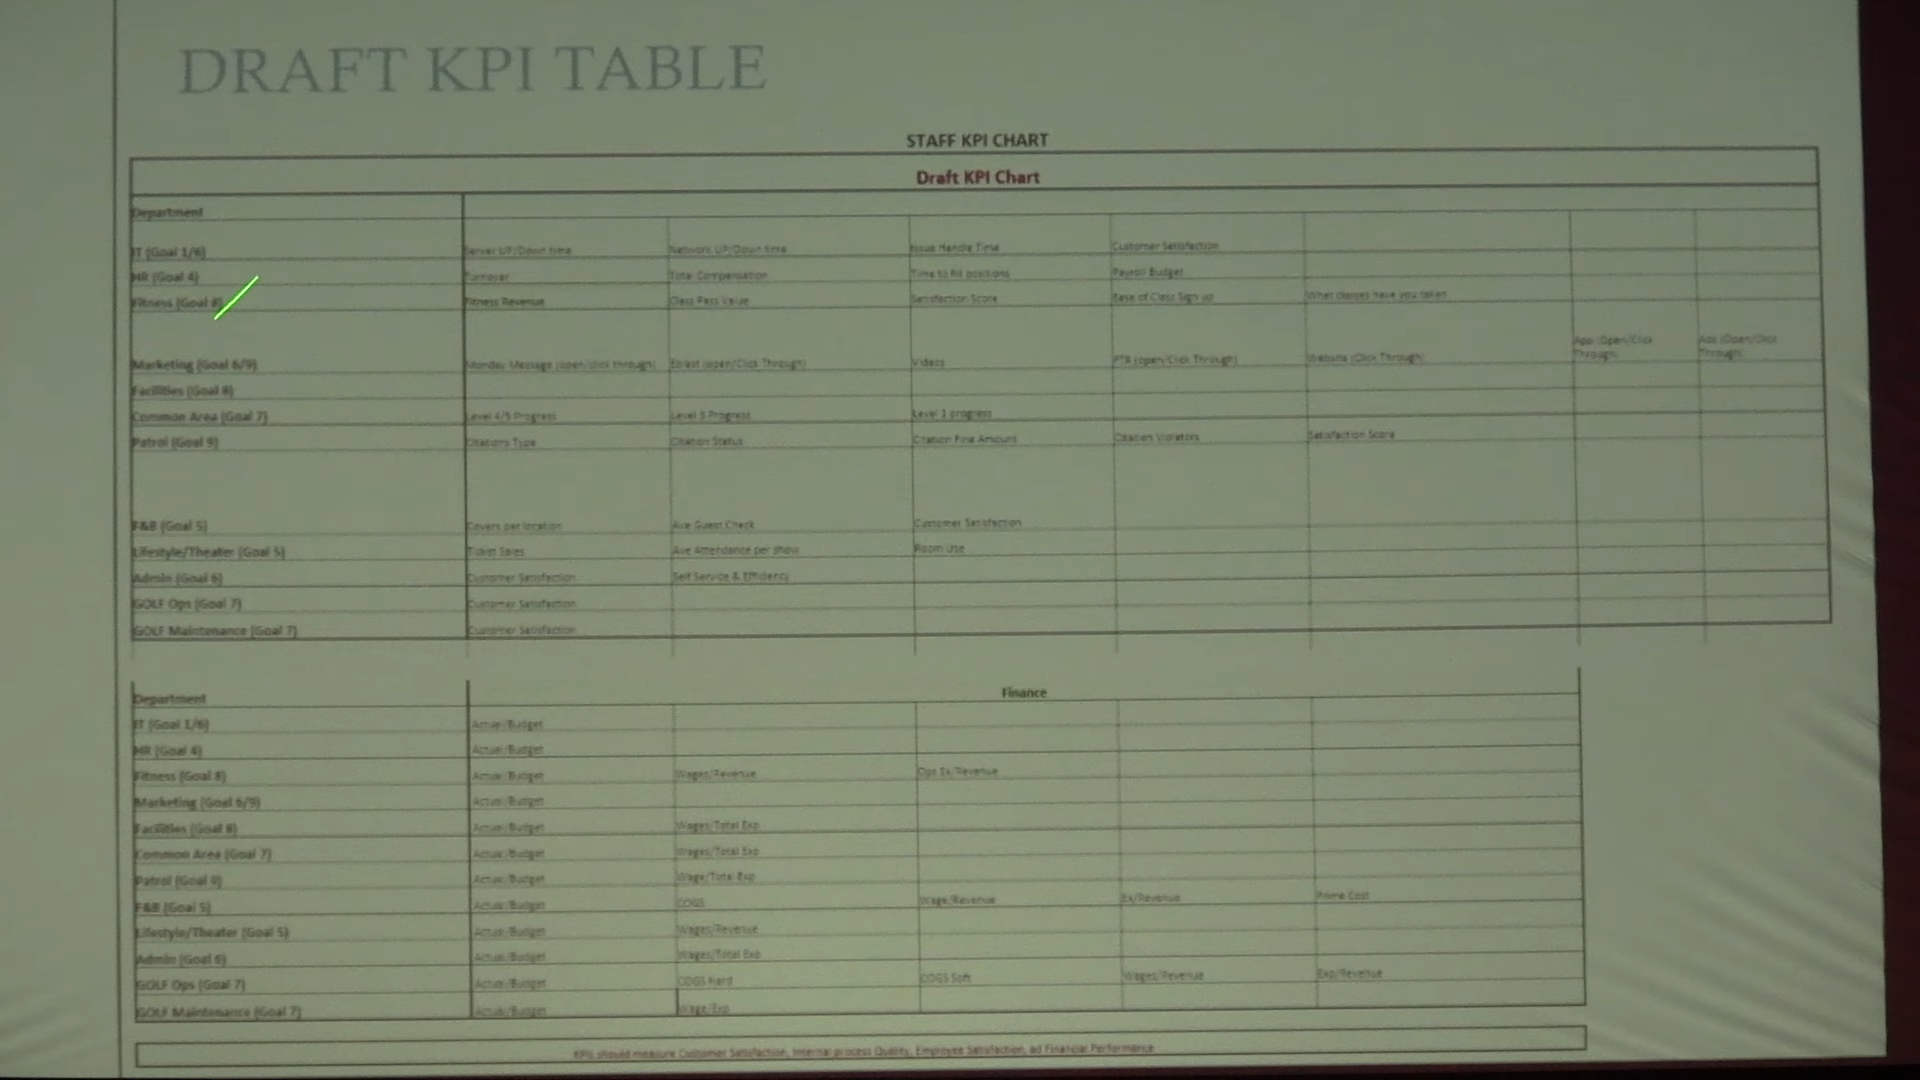 DRAFT KPI TABLE
STAFF KPI CHART
Draft KPI Chart
Department
IT (Goal 1/6) Server UP/Down time Network UP/Down time Issue Handle Time Customer Satisfaction
HR (Goal 4) Turnover Total Compensation Time to fill positions Payroll Budget
Fitness (Goal 8) Fitness Revenue Class Pass Value Satisfaction Score Ease of Class Sign up What classes have you taken
Marketing (Goal 6/9) Monday Message (open/click through) Eblast (open/Click Through) Videos (open/Click Through) Website (Click Through) App (Open/Click Through) Ads (Open/Click Through)
Facilities (Goal 8)
Common Area (Goal 7) Level 4/5 Progress Level 3 Progress Level 1 progress
Patrol (Goal 9) Citations Type Citation Status Citation Fine Amount Citation Violators Satisfaction Score
F&B (Goal 5) Covers per location Ave Guest Check Customer Satisfaction
Lifestyle/Theater (Goal 5) Ticket Sales Ave Attendance per show Room Use
Admin (Goal 6) Customer Satisfaction Self Service & Efficiency
GOLF Ops (Goal 7) Customer Satisfaction
GOLF Maintenance (Goal 7) Customer Satisfaction
Department Finance
IT (Goal 1/6) Actual/Budget
HR (Goal 4) Actual/Budget
Fitness (Goal 8) Actual/Budget Wages/Revenue Ops Ex/Revenue
Marketing (Goal 6/9) Actual/Budget
Facilities (Goal 8) Actual/Budget Wages/Total Exp
Common Area (Goal 7) Actual/Budget Wages/Total Exp
Patrol (Goal 9) Actual/Budget Wage/Total Exp
F&B (Goal 5) Actual/Budget COGS Wage/Revenue Ex/Revenue Prime Cost
Lifestyle/Theater (Goal 5) Actual/Budget Wages/Revenue
Admin (Goal 6) Actual/Budget Wages/Total Exp
GOLF Ops (Goal 7) Actual/Budget COGS Hard COGS Soft Wages/Revenue Exp/Revenue
GOLF Maintenance (Goal 7) Actual/Budget Wage/Exp
KPIs should measure Customer Satisfaction, Internal process Quality, Employee Satisfaction, ad Financial Performance